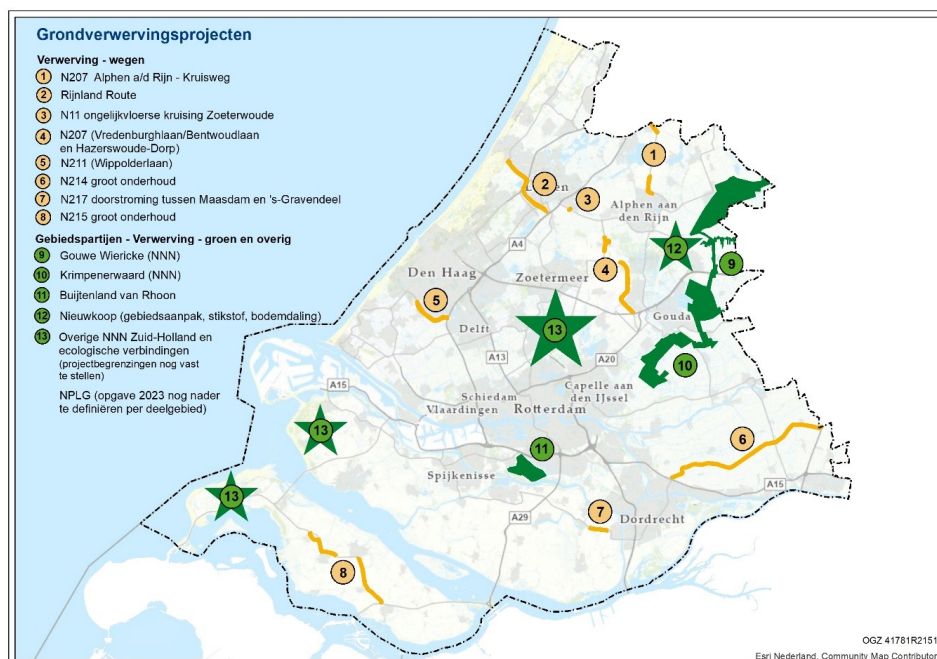 Grondverwervingsprojecten
Verwerving - wegen
1 N207 Alphen a/d Rijn - Kruisweg
2 Rijnland Route
3 N11 ongelijkvloerse kruising Zoeterwoude
4 N207 (Vredenburghlaan/Bentwoudlaan
en Hazerswoude-Dorp)
5 N211 (Wippolderlaan)
6 N214 groot onderhoud
7 N217 doorstroming tussen Maasdam en 's-Gravendeel
8 N215 groot onderhoud
Gebiedspartijen - Verwerving - groen en overig
9 Gouwe Wiericke (NNN)
10 Krimpenerwaard (NNN)
11 Buijtenland van Rhoon
12 Nieuwkoop (gebiedsaanpak, stikstof, bodemdaling)
13 Overige NNN Zuid-Holland en
ecologische verbindingen
(projectbegrenzingen nog vast
te stellen)
NPLG (opgave 2023 nog nader
te definiëren per deelgebied)
1
2
3
Alphen aan
den Rijn
12
9
A4
Den Haag
Zoetermeer
4
5
13
Gouda
Delft
A13
A20
10
A15
Capelle aan
den IJssel
Schiedam
Vlaardingen
Rotterdam
13
11
6
Spijkenisse
A15
13
A29
7
Dordrecht
8
OGZ 41781R2151
Esri Nederland, Community Map Contributor